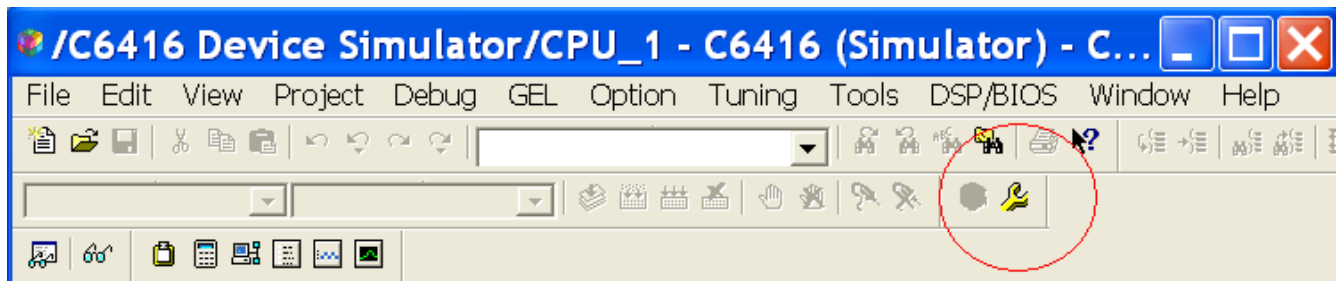 /C6416 Device Simulator/CPU_1 - C6416 (Simulator) - C...
File Edit View Project Debug GEL Option Tuning Tools DSP/BIOS Window Help